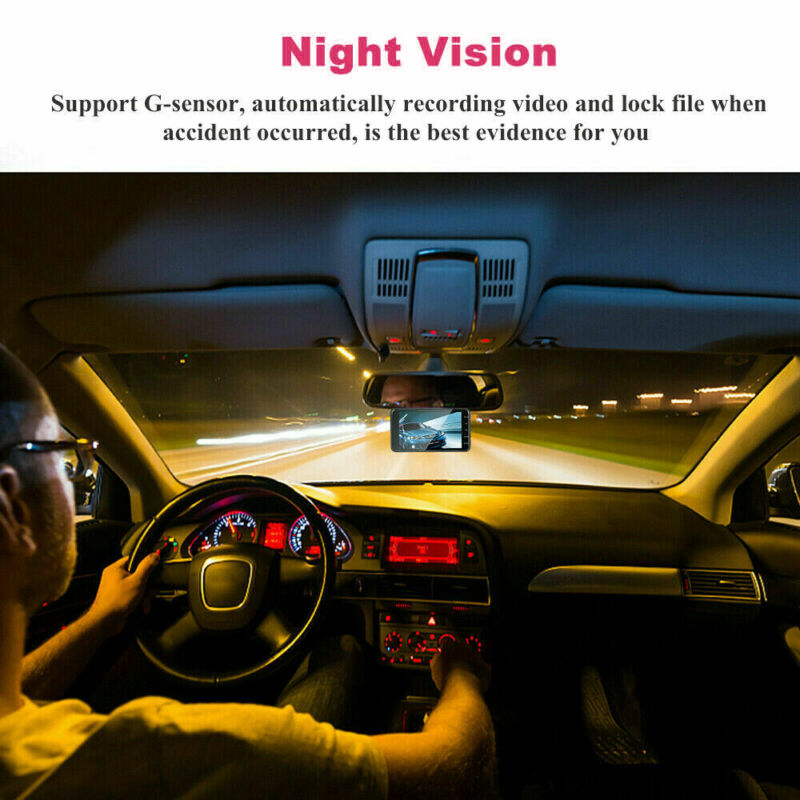 Night Vision
Support G-sensor, automatically recording video and lock file when
accident occurred, is the best evidence for you